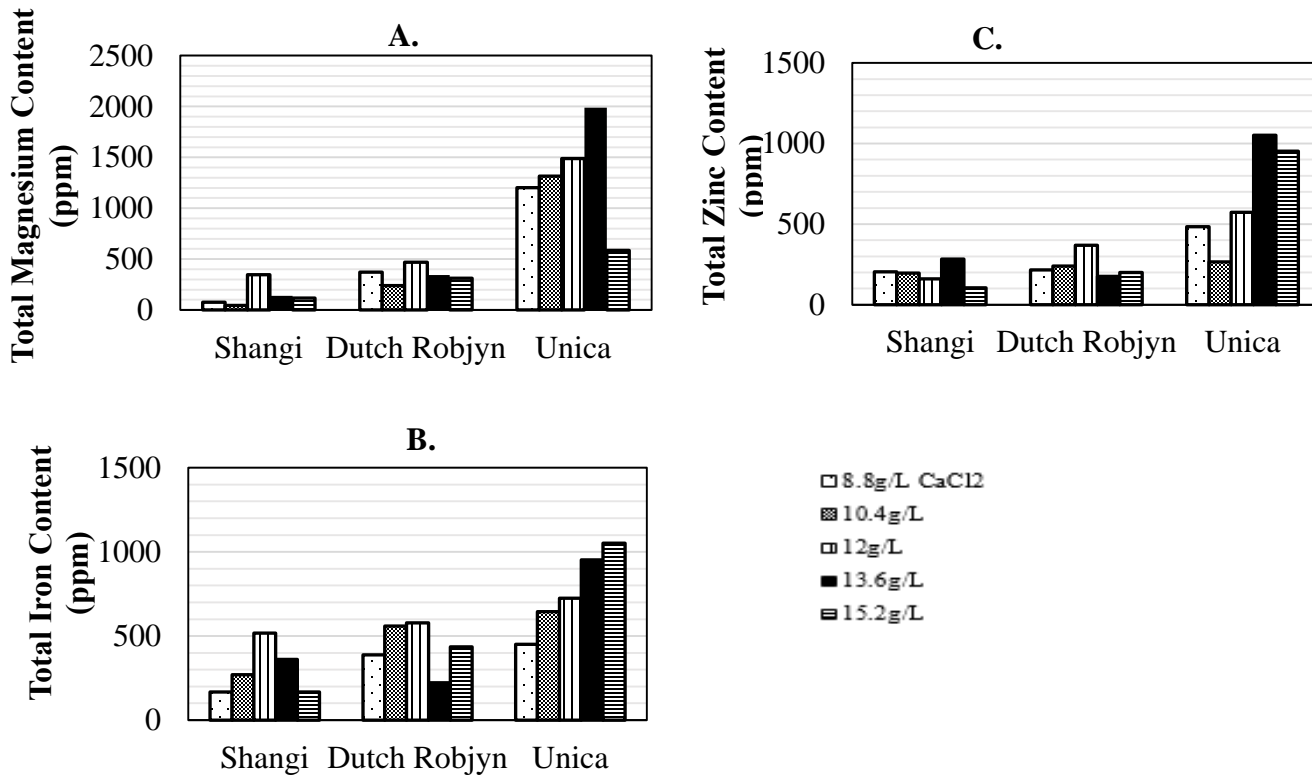 A.
Total Magnesium Content
(ppm)
2500
2000
1500
1000
500
0
Shangi Dutch Robjyn Unica
C.
Total Zinc Content
(ppm)
1500
1000
500
0
Shangi Dutch Robjyn Unica
B.
Total Iron Content
(ppm)
1500
1000
500
0
Shangi Dutch Robjyn Unica
8.8g/L CaCl2
10.4g/L
12g/L
13.6g/L
15.2g/L